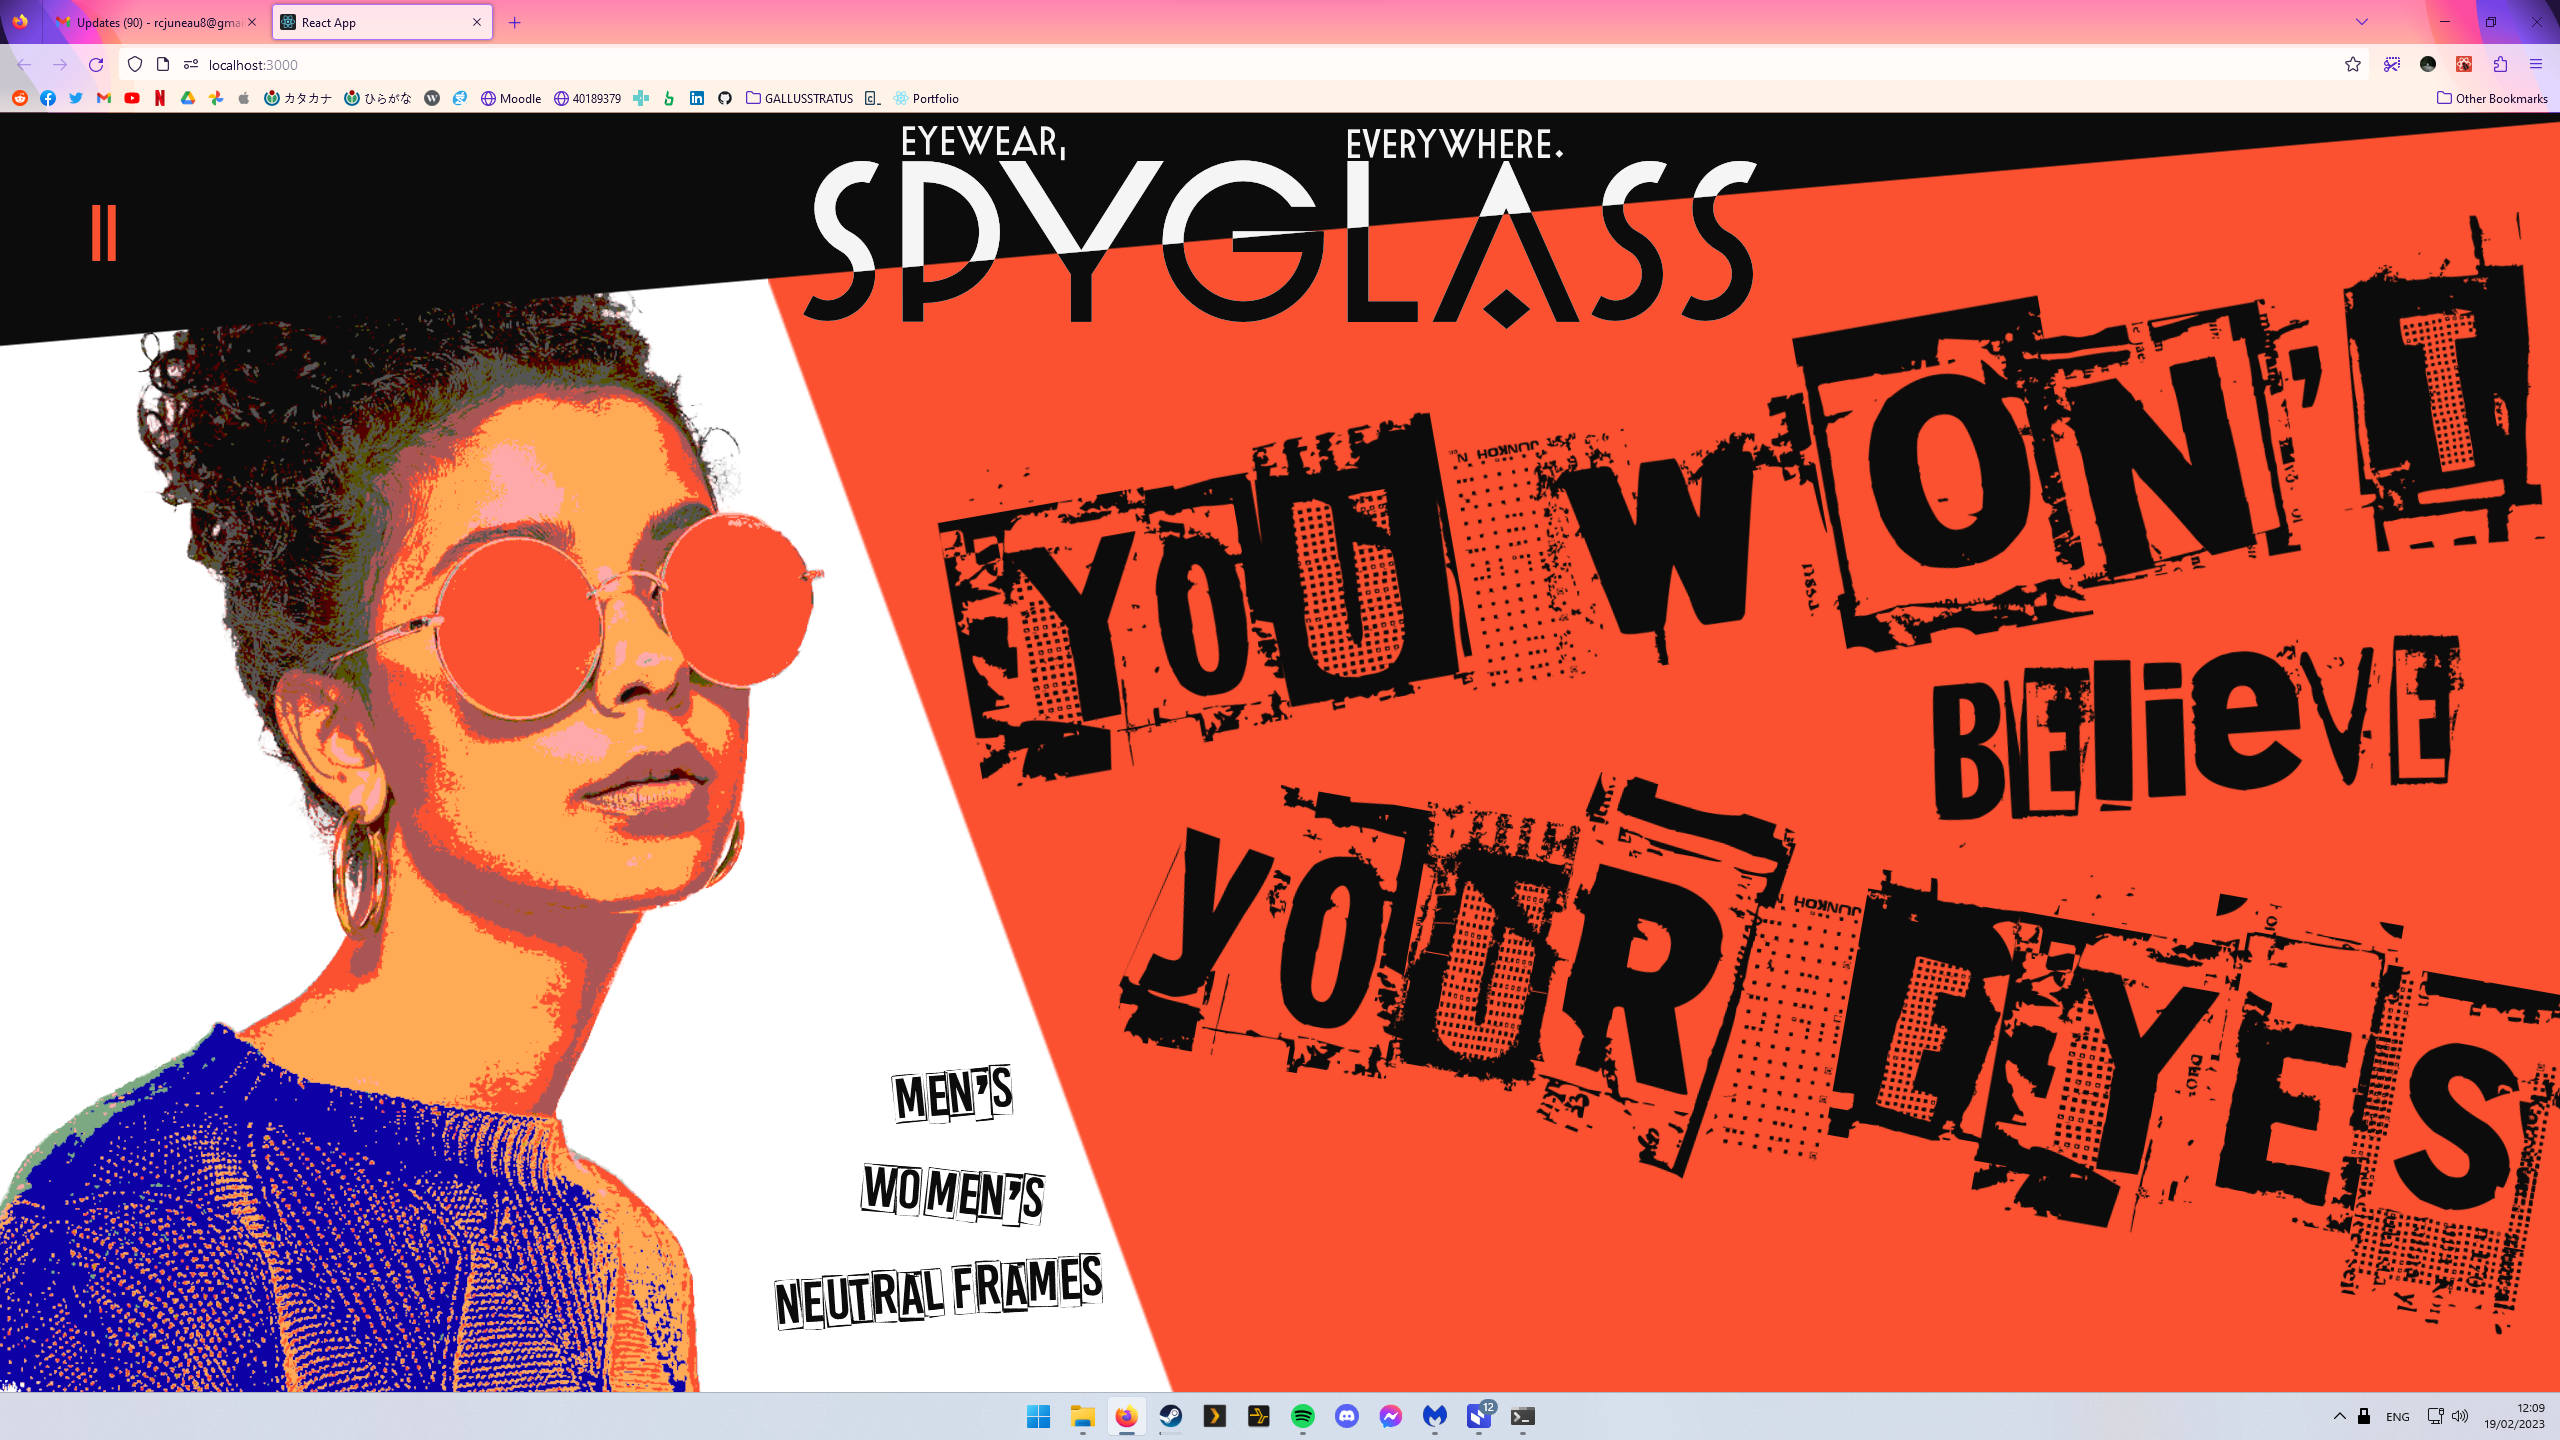 Updates (90) - rcjuneau8@gmai
React App
localhost:3000
カタカナ
ひらがな
Moodle
40189379
GALLUSSTRATUS
Portfolio
Other Bookmarks
EYEWEAR, EVERYWHERE.
SPYGLASS
YOU WON'T
BELieVE
YOUR EYES
MEN'S
WOMEN'S
NEUTRAL FRAMES
12
ENG
12:09
19/02/2023